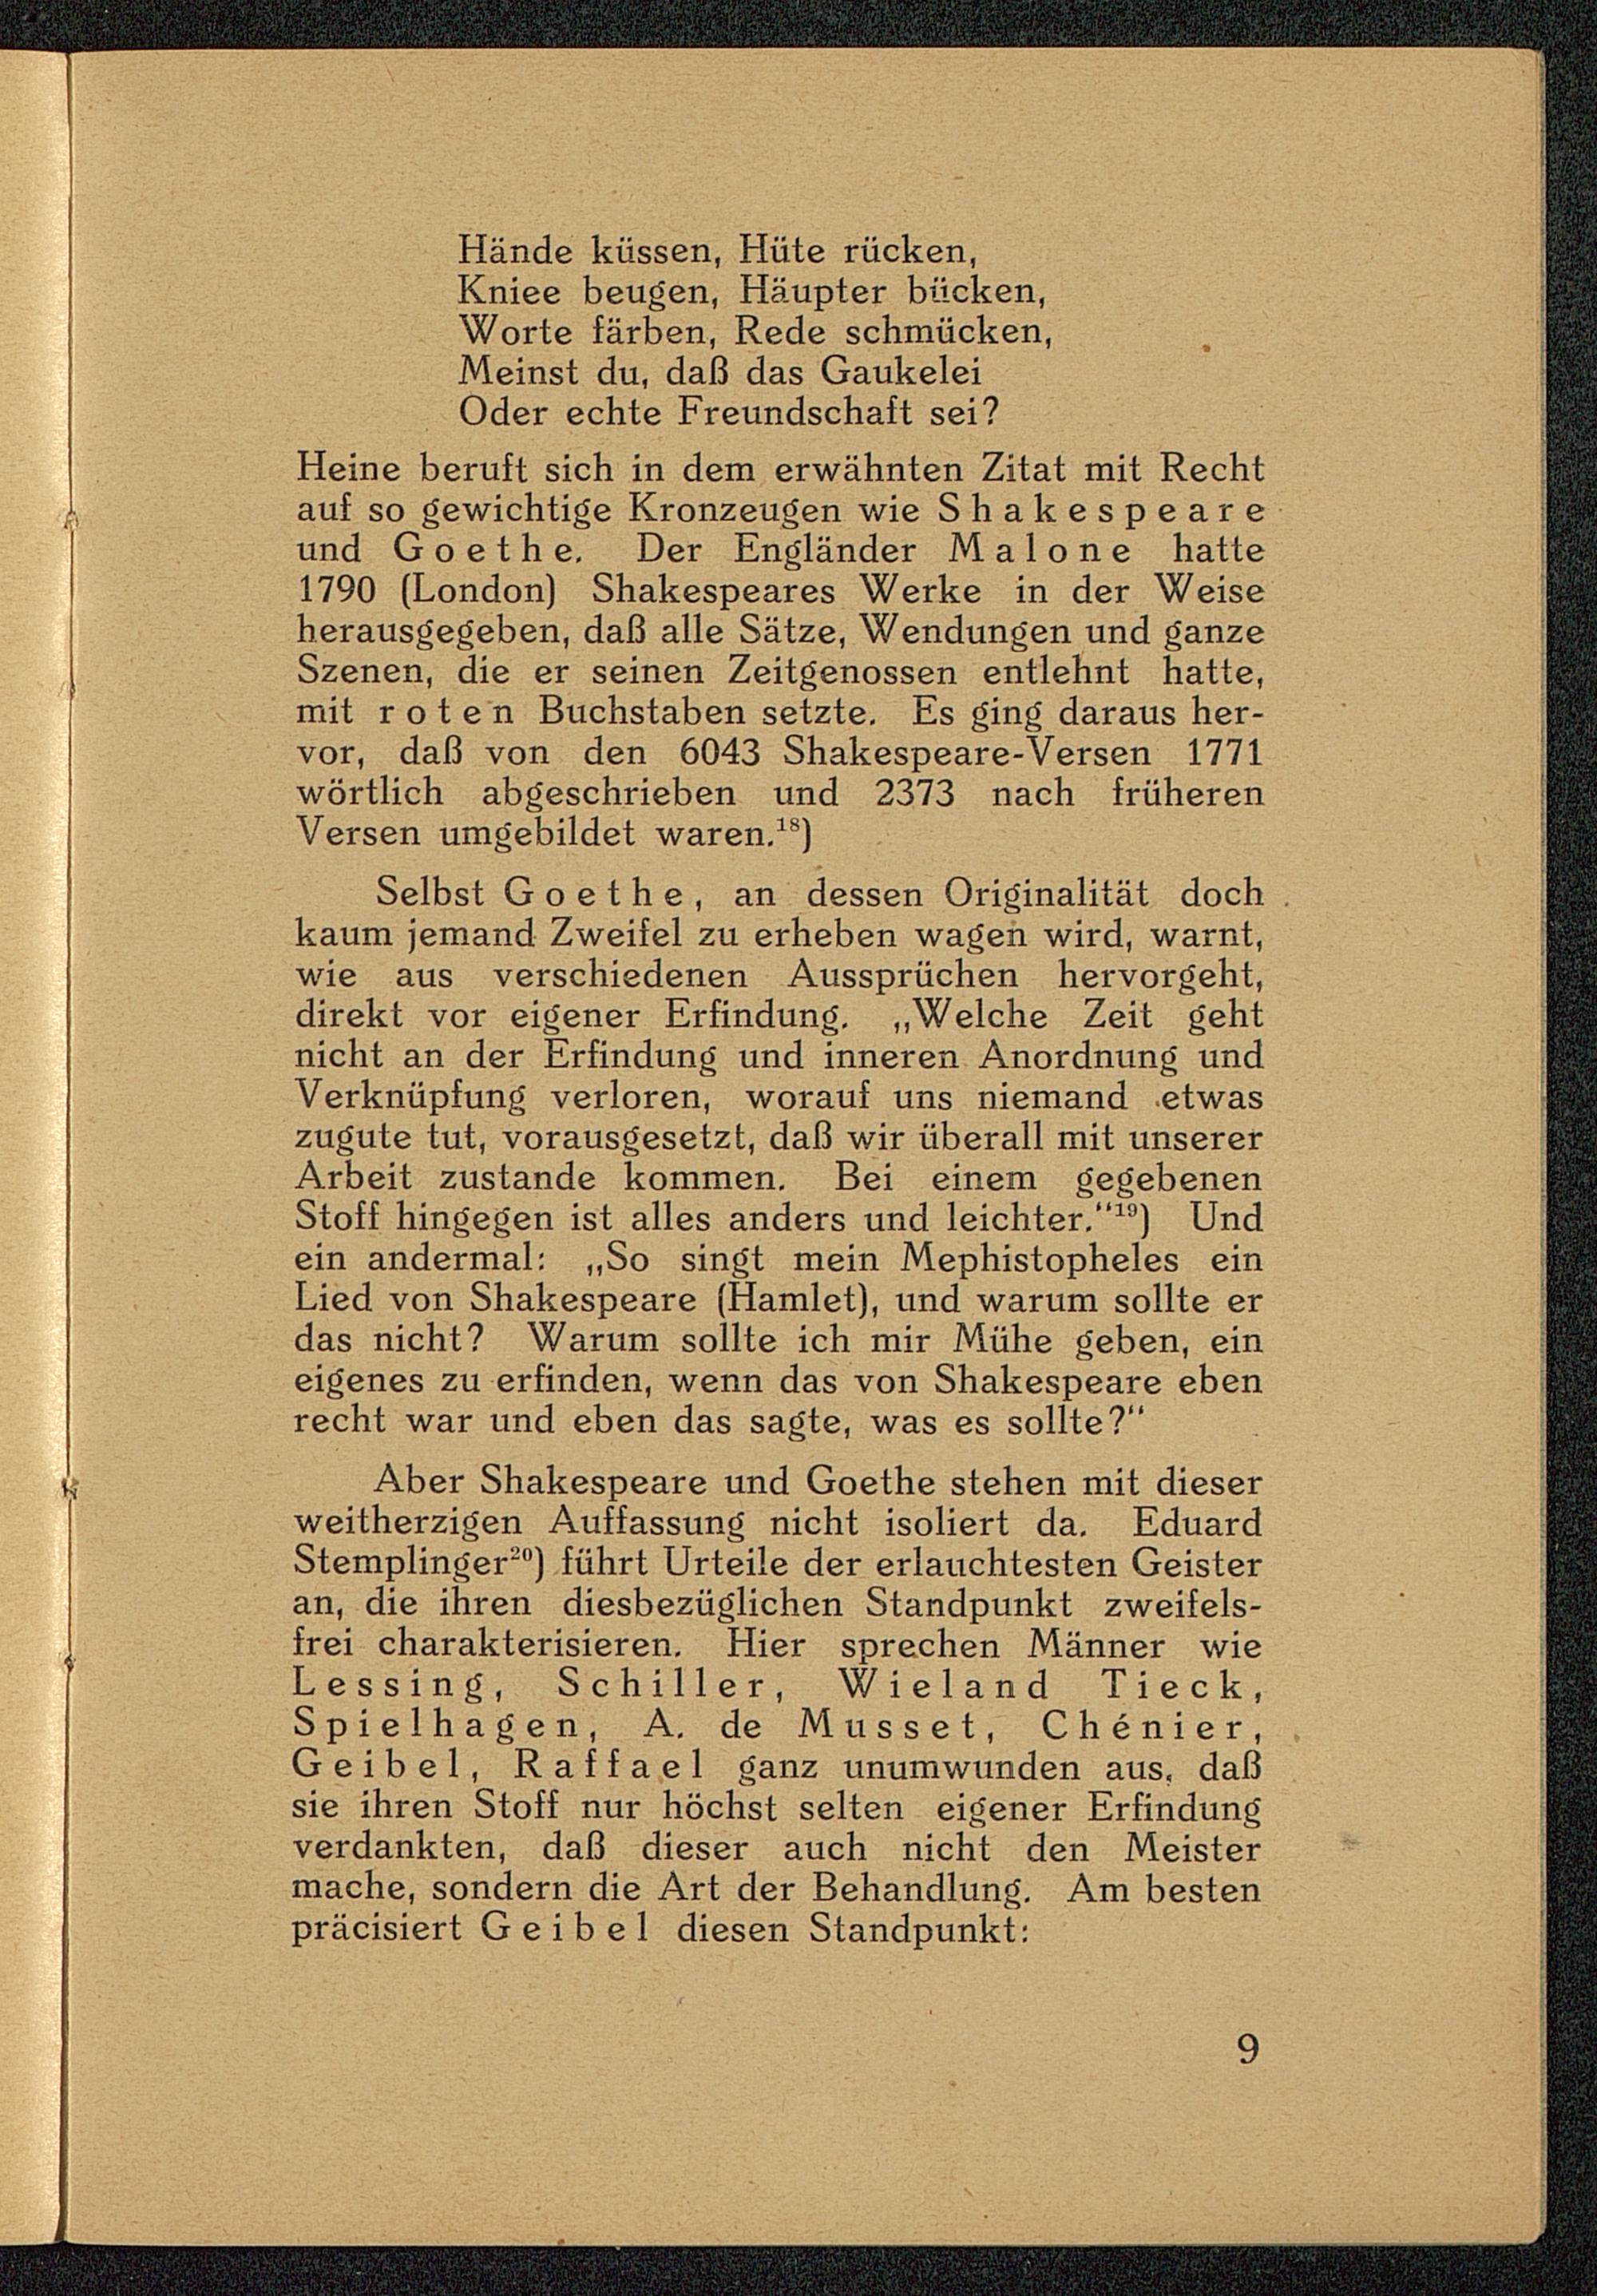 Hände küssen, Hüte rücken,
Kniee beugen, Häupter bücken,
Worte färben, Rede schmücken,
Meinst du, daß das Gaukelei
Oder echte Freundschaft sei?
Heine beruft sich in dem erwähnten Zitat mit Recht
auf so gewichtige Kronzeugen wie Shakespeare
und Goethe. Der Engländer Malone hatte
1790 (London) Shakespeares Werke in der Weise
herausgegeben, daß alle Sätze, Wendungen und ganze
Szenen, die er seinen Zeitgenossen entlehnt hatte,
mit roten Buchstaben setzte. Es ging daraus her-
vor, daß von den 6043 Shakespeare-Versen 1771
wörtlich abgeschrieben und 2373 nach früheren
Versen umgebildet waren.¹⁸)
Selbst Goethe, an dessen Originalität doch
kaum jemand Zweifel zu erheben wagen wird, warnt,
wie aus verschiedenen Aussprüchen hervorgeht,
direkt vor eigener Erfindung. „Welche Zeit geht
nicht an der Erfindung und inneren Anordnung und
Verknüpfung verloren, worauf uns niemand etwas
zugute tut, vorausgesetzt, daß wir überall mit unserer
Arbeit zustande kommen. Bei einem gegebenen
Stoff hingegen ist alles anders und leichter.“¹⁹) Und
ein andermal: „So singt mein Mephistopheles ein
Lied von Shakespeare (Hamlet), und warum sollte er
das nicht? Warum sollte ich mir Mühe geben, ein
eigenes zu erfinden, wenn das von Shakespeare eben
recht war und eben das sagte, was es sollte?“
Aber Shakespeare und Goethe stehen mit dieser
weitherzigen Auffassung nicht isoliert da. Eduard
Stemplinger²⁰) führt Urteile der erlauchtesten Geister
an, die ihren diesbezüglichen Standpunkt zweifels-
frei charakterisieren. Hier sprechen Männer wie
Lessing, Schiller, Wieland Tieck,
Spielhagen, A. de Musset, Chénier,
Geibel, Raffael ganz unumwunden aus, daß
sie ihren Stoff nur höchst selten eigener Erfindung
verdankten, daß dieser auch nicht den Meister
mache, sondern die Art der Behandlung. Am besten
präcisiert Geibel diesen Standpunkt:
9